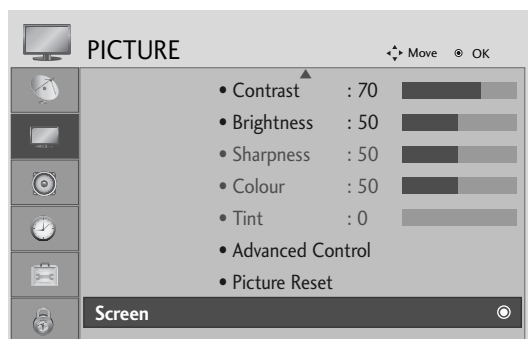 PICTURE Move OK
• Contrast : 70
• Brightness : 50
• Sharpness : 50
• Colour : 50
• Tint : 0
• Advanced Control
• Picture Reset
Screen